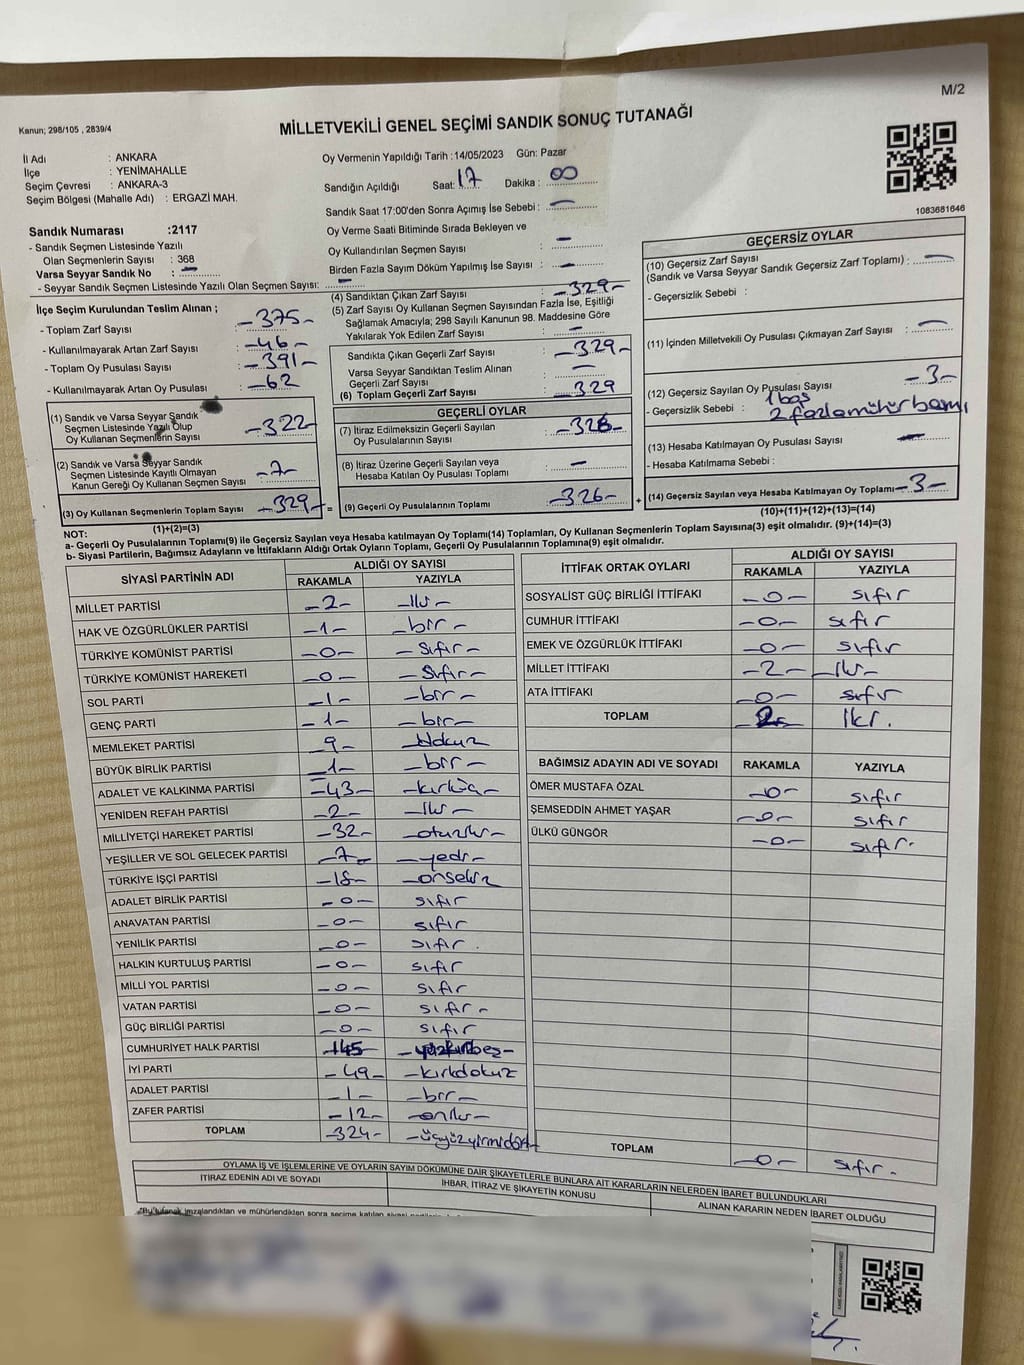 M/2
Kanun; 298/105 , 2839/4
MİLLETVEKİLİ GENEL SEÇİMİ SANDIK SONUÇ TUTANAĞI
İl Adı : ANKARA
İlçe : YENİMAHALLE
Seçim Çevresi : ANKARA-3
Seçim Bölgesi (Mahalle Adı) : ERGAZİ MAH.
Oy Vermenin Yapıldığı Tarih :14/05/2023 Gün: Pazar
Sandığın Açıldığı Saat: 17 Dakika : 00
Sandık Saat 17:00'den Sonra Açımış İse Sebebi : —
Oy Verme Saati Bitiminde Sırada Bekleyen ve
Oy Kullandırılan Seçmen Sayısı : —
Birden Fazla Sayım Döküm Yapılmış İse Sayısı : —
1083681646
Sandık Numarası :2117
- Sandık Seçmen Listesinde Yazılı
Olan Seçmenlerin Sayısı : 368
Varsa Seyyar Sandık No : —
- Seyyar Sandık Seçmen Listesinde Yazılı Olan Seçmen Sayısı: —
İlçe Seçim Kurulundan Teslim Alınan ;
- Toplam Zarf Sayısı : -375-
- Kullanılmayarak Artan Zarf Sayısı : -46-
- Toplam Oy Pusulası Sayısı : -391-
- Kullanılmayarak Artan Oy Pusulası : -62
(1) Sandık ve Varsa Seyyar Sandık
Seçmen Listesinde Yazılı Olup
Oy Kullanan Seçmenlerin Sayısı : -322-
(2) Sandık ve Varsa Seyyar Sandık
Seçmen Listesinde Kayıtlı Olmayan
Kanun Gereği Oy Kullanan Seçmen Sayısı : -7-
(3) Oy Kullanan Seçmenlerin Toplam Sayısı : -329-
(1)+(2)=(3)
(4) Sandıktan Çıkan Zarf Sayısı : -329-
(5) Zarf Sayısı Oy Kullanan Seçmen Sayısından Fazla İse, Eşitliği
Sağlamak Amacıyla; 298 Sayılı Kanunun 98. Maddesine Göre
Yakılarak Yok Edilen Zarf Sayısı : —
Sandıkta Çıkan Geçerli Zarf Sayısı : -329-
Varsa Seyyar Sandıktan Teslim Alınan
Geçerli Zarf Sayısı : —
(6) Toplam Geçerli Zarf Sayısı : -329
GEÇERLİ OYLAR
(7) İtiraz Edilmeksizin Geçerli Sayılan
Oy Pusulasının Sayısı : -326-
(8) İtiraz Üzerine Geçerli Sayılan veya
Hesaba Katılan Oy Pusulası Toplamı : —
(9) Geçerli Oy Pusulalarının Toplamı : -326-
GEÇERSİZ OYLAR
(10) Geçersiz Zarf Sayısı
(Sandık ve Varsa Seyyar Sandık Geçersiz Zarf Toplamı) : —
- Geçersizlik Sebebi :
(11) İçinden Milletvekili Oy Pusulası Çıkmayan Zarf Sayısı : —
(12) Geçersiz Sayılan Oy Pusulası Sayısı : -3-
- Geçersizlik Sebebi : 1 boş
2 fazla mühür
(13) Hesaba Katılmayan Oy Pusulası Sayısı : —
- Hesaba Katılmama Sebebi :
(14) Geçersiz Sayılan veya Hesaba Katılmayan Oy Toplamı : -3-
(10)+(11)+(12)+(13)=(14)
NOT:
a- Geçerli Oy Pusulalarının Toplamı(9) ile Geçersiz Sayılan veya Hesaba katılmayan Oy Toplamı(14) Toplamları, Oy Kullanan Seçmenlerin Toplam Sayısına(3) eşit olmalıdır. (9)+(14)=(3)
b- Siyasi Partilerin, Bağımsız Adayların ve İttifakların Aldığı Ortak Oyların Toplamı, Geçerli Oy Pusulalarının Toplamına(9) eşit olmalıdır.
SİYASİ PARTİNİN ADI ALDIĞI OY SAYISI
RAKAMLA YAZIYLA
MİLLET PARTİSİ -2- -iki-
HAK VE ÖZGÜRLÜKLER PARTİSİ -1- -bir-
TÜRKİYE KOMÜNİST PARTİSİ -0- -sıfır-
TÜRKİYE KOMÜNİST HAREKETİ -0- -sıfır-
SOL PARTİ -1- -bir-
GENÇ PARTİ -1- -bir-
MEMLEKET PARTİSİ -9- -dokuz
BÜYÜK BİRLİK PARTİSİ -1- -bir-
ADALET VE KALKINMA PARTİSİ -43- -kırküç-
YENİDEN REFAH PARTİSİ -2- -iki-
MİLLİYETÇİ HAREKET PARTİSİ -32- -otuziki-
YEŞİLLER VE SOL GELECEK PARTİSİ -7- -yedi-
TÜRKİYE İŞÇİ PARTİSİ -18- -onsekiz
ADALET BİRLİK PARTİSİ -0- sıfır
ANAVATAN PARTİSİ -0- sıfır
YENİLİK PARTİSİ -0- sıfır.
HALKIN KURTULUŞ PARTİSİ -0- sıfır
MİLLİ YOL PARTİSİ -0- sıfır
VATAN PARTİSİ -0- sıfır-
GÜÇ BİRLİĞİ PARTİSİ -0- sıfır
CUMHURİYET HALK PARTİSİ 145 -yüzkırkbeş-
İYİ PARTİ -49- -kırkdokuz
ADALET PARTİSİ -1- -bir-
ZAFER PARTİSİ -12- -oniki-
TOPLAM -324- -üçyüzyirmidört
İTTİFAK ORTAK OYLARI ALDIĞI OY SAYISI
RAKAMLA YAZIYLA
SOSYALİST GÜÇ BİRLİĞİ İTTİFAKI -0- sıfır
CUMHUR İTTİFAKI -0- sıfır
EMEK VE ÖZGÜRLÜK İTTİFAKI -0- sıfır
MİLLET İTTİFAKI -2- -iki-
ATA İTTİFAKI -0- sıfır
TOPLAM 2- iki.
BAĞIMSIZ ADAYIN ADI VE SOYADI RAKAMLA YAZIYLA
ÖMER MUSTAFA ÖZAL -0- sıfır
ŞEMSEDDİN AHMET YAŞAR -0- sıfır
ÜLKÜ GÜNGÖR -0- sıfır.
TOPLAM -0- sıfır.
OYLAMA İŞ VE İŞLEMLERİNE VE OYLARIN SAYIM DÖKÜMÜNE DAİR ŞİKAYETLERLE BUNLARA AİT KARARLARIN NELERDEN İBARET BULUNDUKLARI
İTİRAZ EDENİN ADI VE SOYADI İHBAR, İTİRAZ VE ŞİKAYETİN KONUSU ALINAN KARARIN NEDEN İBARET OLDUĞU